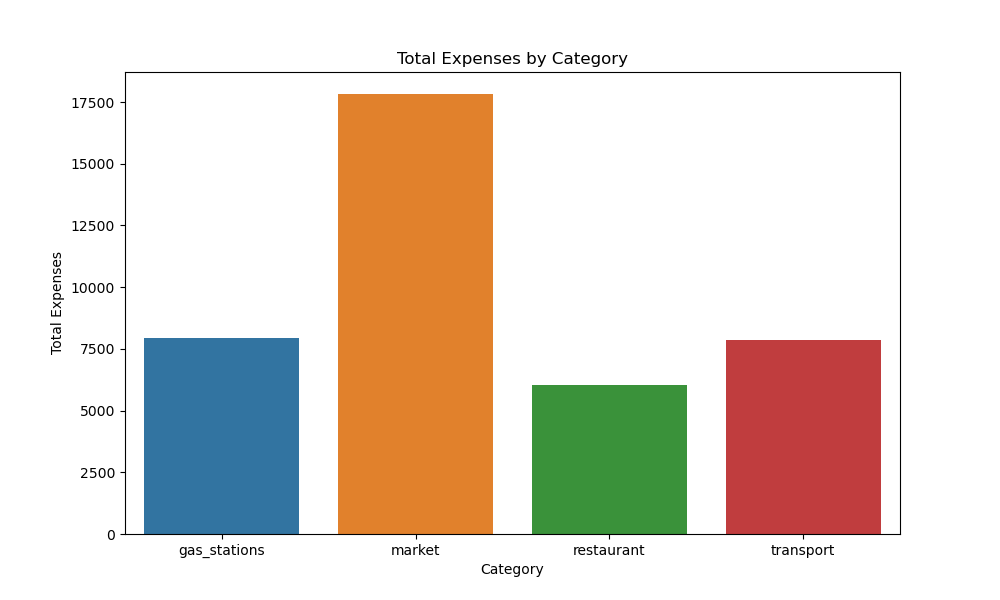 Total Expenses by Category
Total Expenses
17500
15000
12500
10000
7500
5000
2500
0
gas_stations
market
restaurant
transport
Category